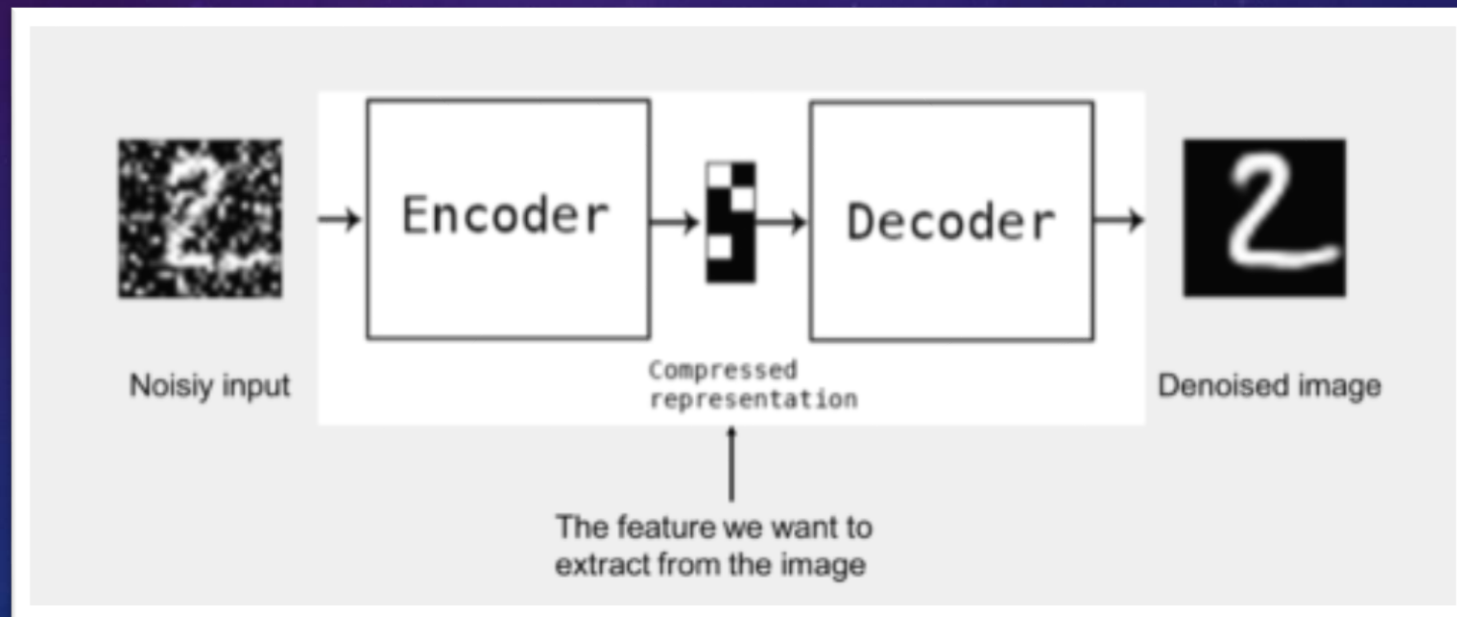 Encoder
Decoder
Compressed
representation
Noisiy input
Denoised image
The feature we want to
extract from the image